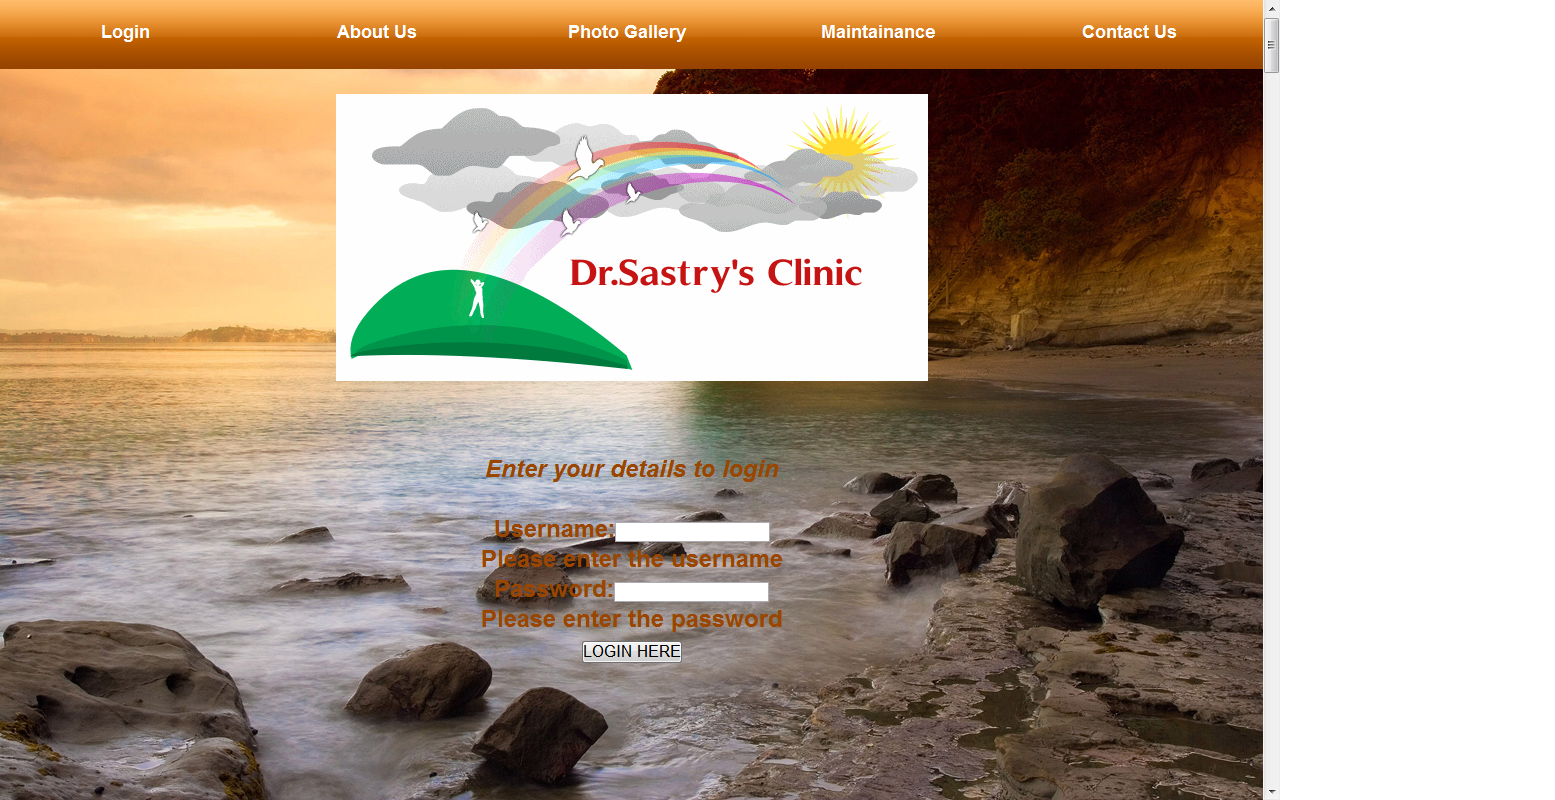 Login About Us Photo Gallery Maintainance Contact Us
Dr.Sastry's Clinic
Enter your details to login
Username:
Please enter the username
Password:
Please enter the password
LOGIN HERE